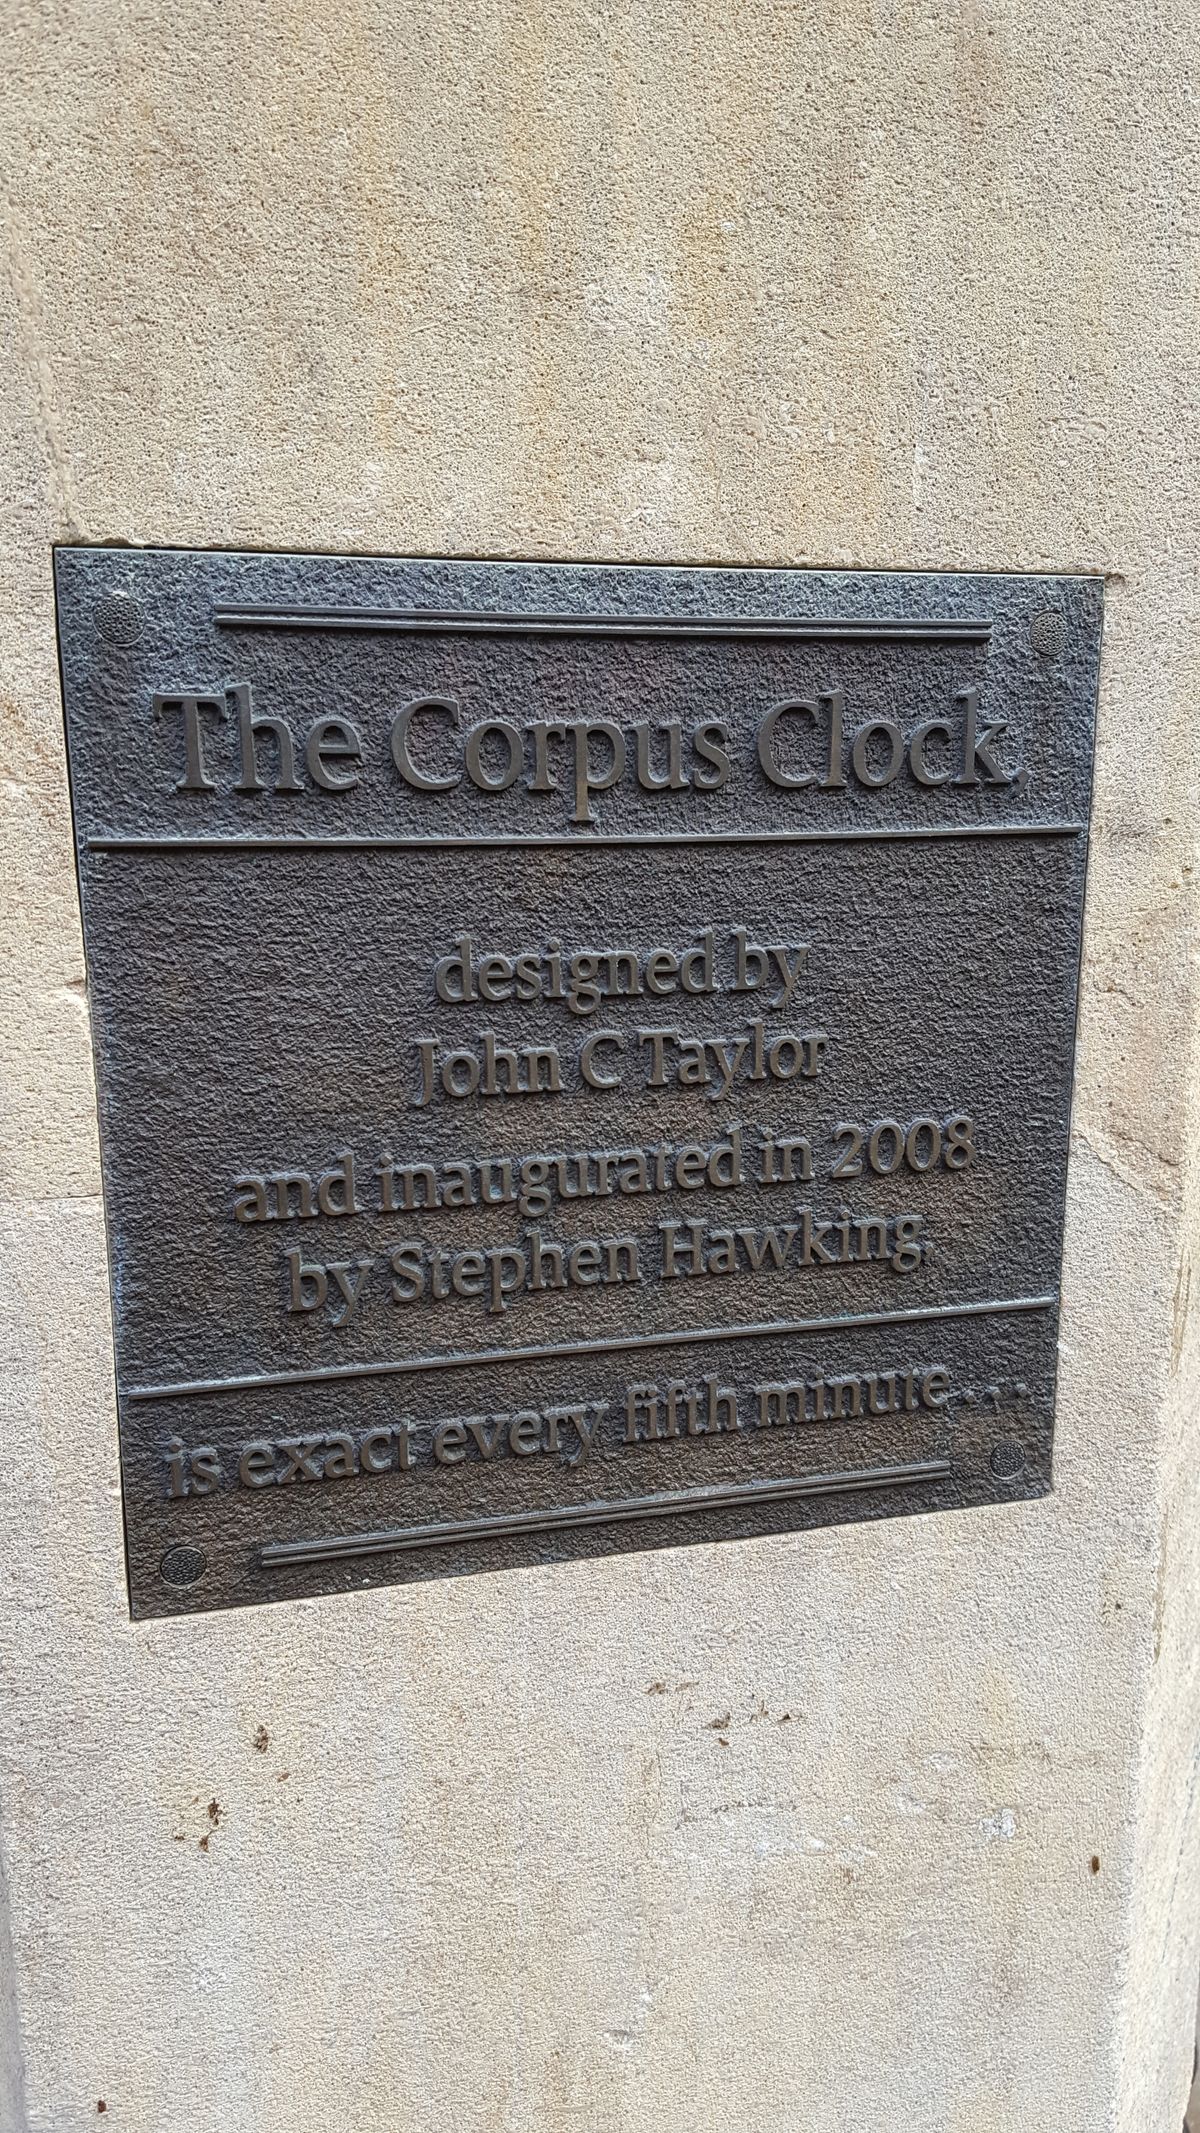 The Corpus Clock,
designed by
John C Taylor
and inaugurated in 2008
by Stephen Hawking,
is exact every fifth minute....